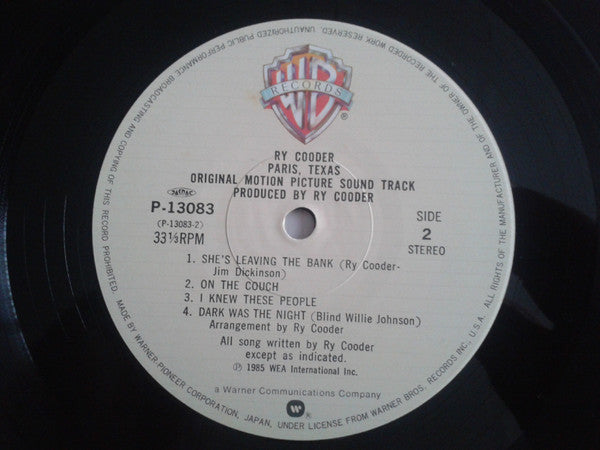 WB
RECORDS
®
RY COODER
PARIS, TEXAS
ORIGINAL MOTION PICTURE SOUND TRACK
PRODUCED BY RY COODER
P-13083
(P-13083-2)
33⅓RPM
SIDE
2
STEREO
1. SHE'S LEAVING THE BANK (Ry Cooder-
Jim Dickinson)
2. ON THE COUCH
3. I KNEW THESE PEOPLE
4. DARK WAS THE NIGHT (Blind Willie Johnson)
Arrangement by Ry Cooder
All song written by Ry Cooder
except as indicated.
Ⓟ 1985 WEA International Inc.
a Warner Communications Company
®
MADE BY WARNER-PIONEER CORPORATION, JAPAN, UNDER LICENSE FROM WARNER BROS. RECORDS INC., U.S.A. ALL RIGHTS OF THE MANUFACTURER AND OF THE OWNER OF THE RECORDED WORK RESERVED. UNAUTHORIZED PUBLIC PERFORMANCE BROADCASTING AND COPYING OF THIS RECORD PROHIBITED.